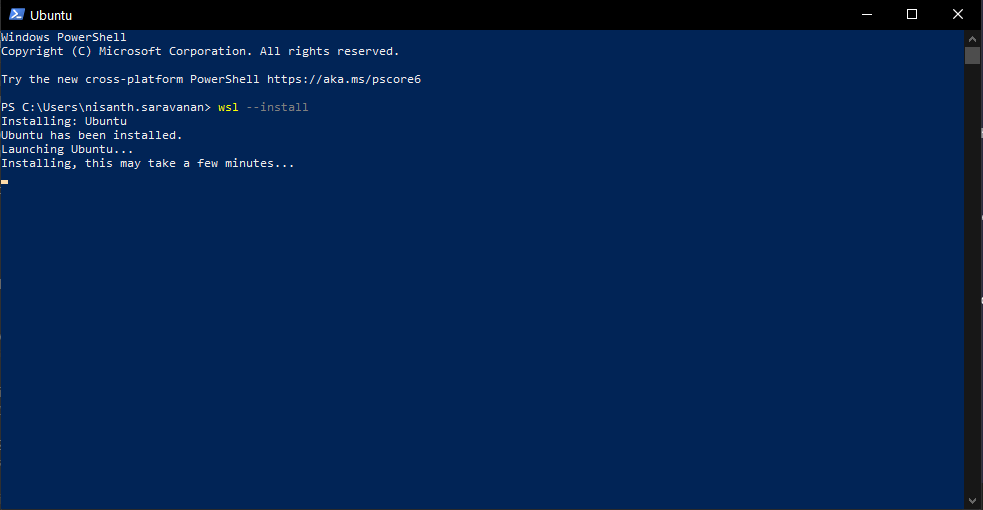 Ubuntu
Windows PowerShell
Copyright (C) Microsoft Corporation. All rights reserved.
Try the new cross-platform PowerShell https://aka.ms/pscore6
PS C:\Users\nisanth.saravanan> wsl --install
Installing: Ubuntu
Ubuntu has been installed.
Launching Ubuntu...
Installing, this may take a few minutes...